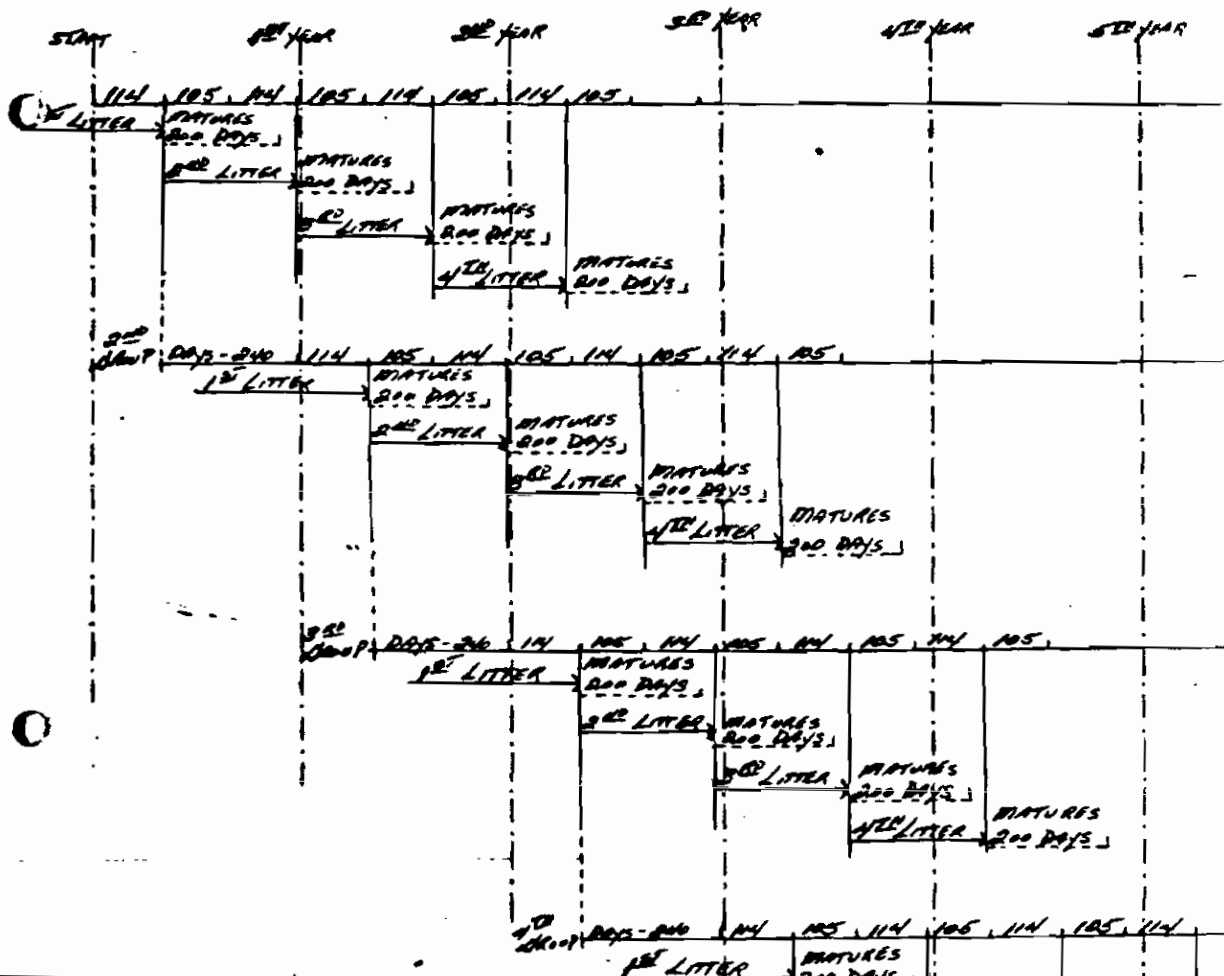 START 1ST YEAR 2ND YEAR 3RD YEAR 4TH YEAR 5TH YEAR
114 105 114 105 114 105 114 105
LITTER MATURES
200 DAYS
2ND LITTER MATURES
200 DAYS
3RD LITTER MATURES
200 DAYS
4TH LITTER MATURES
200 DAYS
2ND
GROUP DAYS-240 114 105 114 105 114 105 114 105
1ST LITTER MATURES
200 DAYS
2ND LITTER MATURES
200 DAYS
3RD LITTER MATURES
200 DAYS
4TH LITTER MATURES
200 DAYS
3RD
GROUP DAYS-240 114 105 114 105 114 105 114 105
1ST LITTER MATURES
200 DAYS
2ND LITTER MATURES
200 DAYS
3RD LITTER MATURES
200 DAYS
4TH LITTER MATURES
200 DAYS
4TH
GROUP DAYS-240 114 105 114 105 114 105 114
1ST LITTER MATURES
200 DAYS